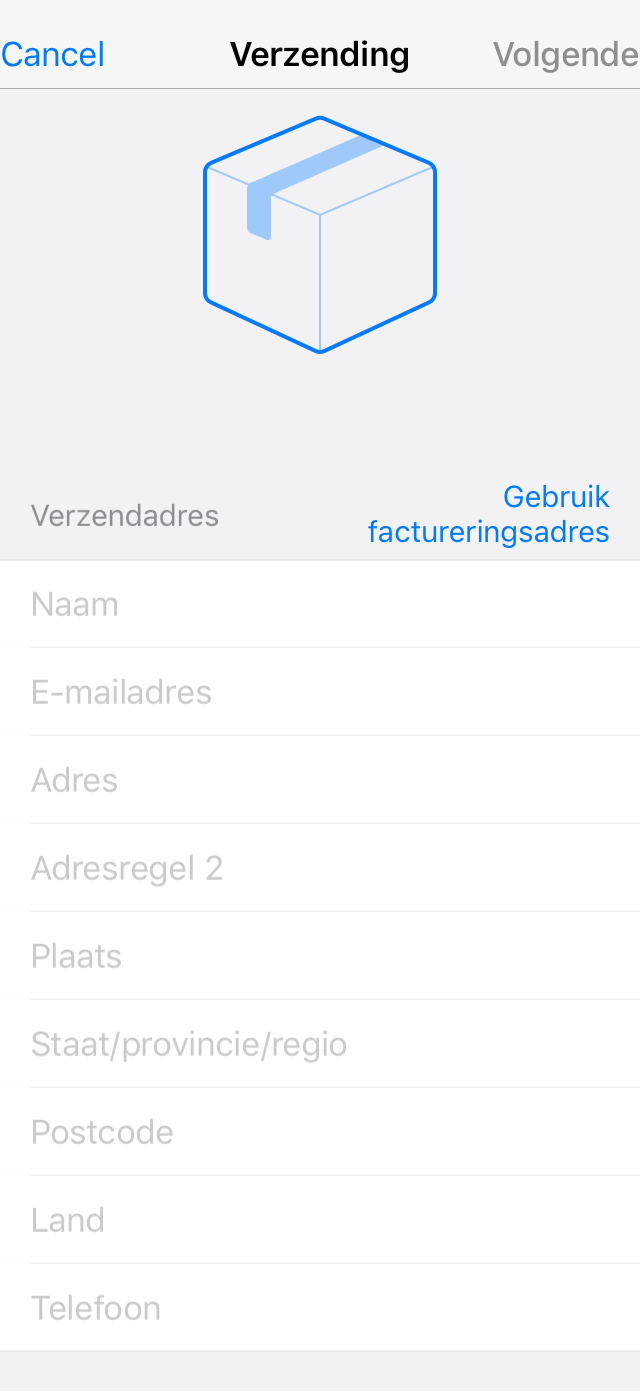 Cancel Verzending Volgende
Verzendadres
Gebruik
factureringsadres
Naam
E-mailadres
Adres
Adresregel 2
Plaats
Staat/provincie/regio
Postcode
Land
Telefoon